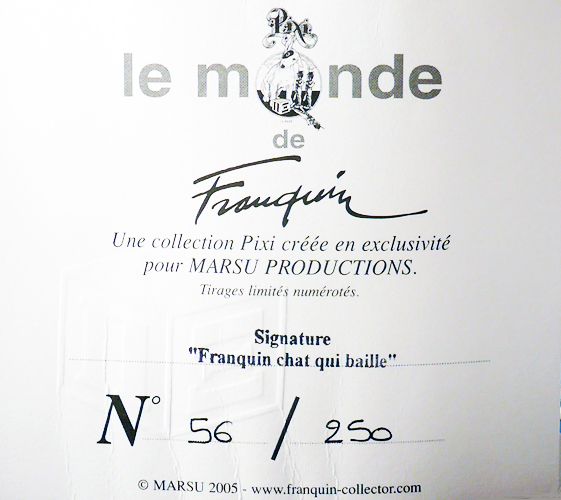 Pixi
le monde
de
Franquin
Une collection Pixi créée en exclusivité
pour MARSU PRODUCTIONS.
Tirages limités numérotés.
Signature
"Franquin chat qui baille"
N° 56 / 250
© MARSU 2005 - www.franquin-collector.com